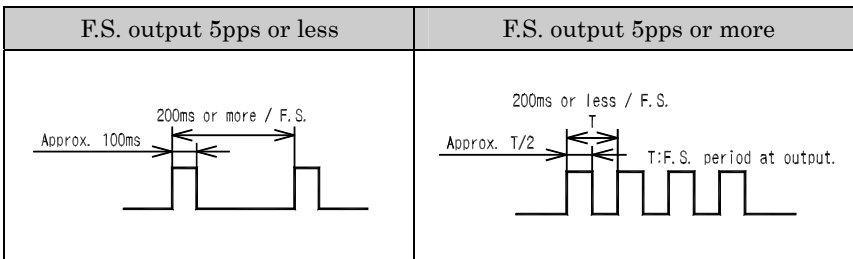 F.S. output 5pps or less
F.S. output 5pps or more
200ms or more / F.S.
Approx. 100ms
200ms or less / F.S.
T
Approx. T/2
T:F.S. period at output.